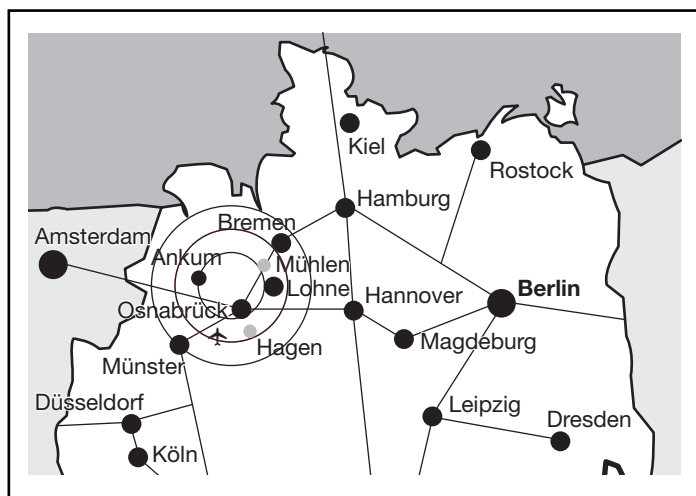 Kiel
Rostock
Hamburg
Bremen
Amsterdam
Ankum
Mühlen
Lohne
Hannover
Berlin
Osnabrück
Hagen
Magdeburg
Münster
Düsseldorf
Leipzig
Dresden
Köln